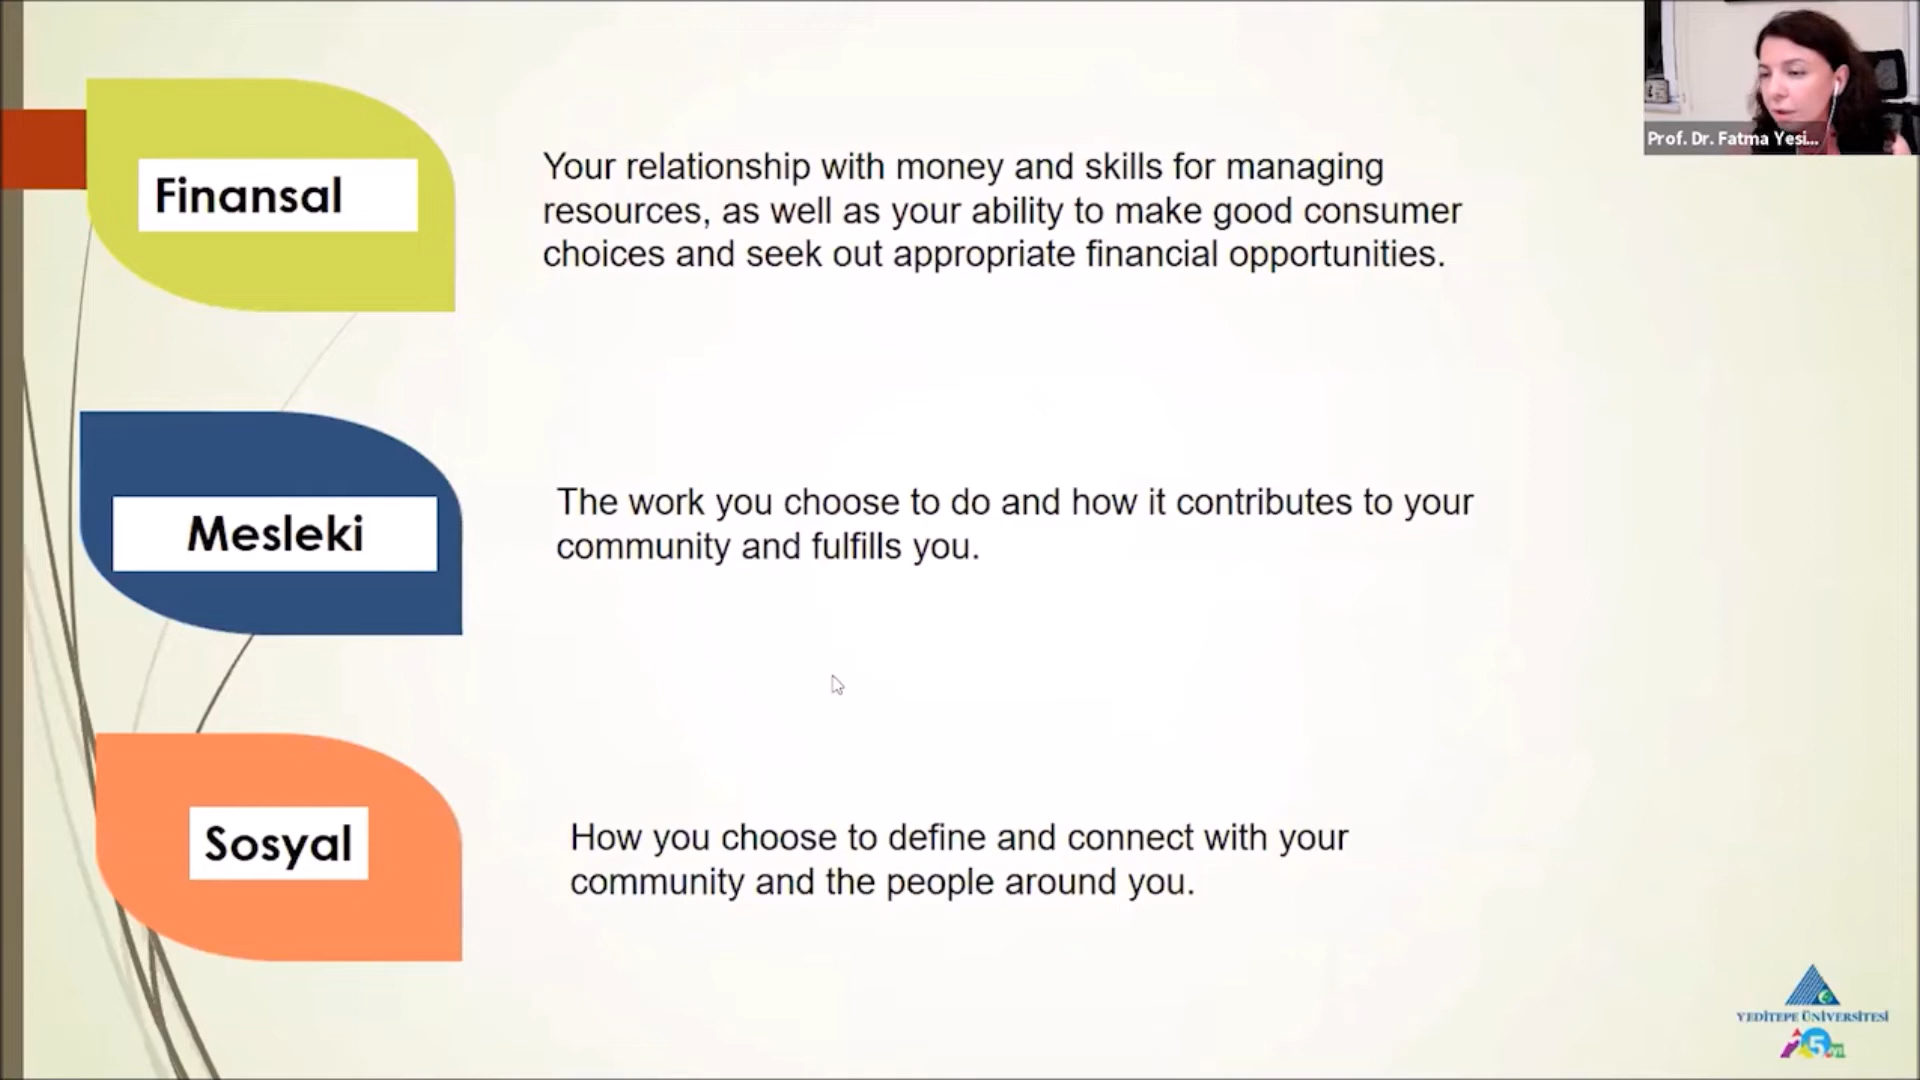 Prof. Dr. Fatma Yesi...
Finansal
Your relationship with money and skills for managing
resources, as well as your ability to make good consumer
choices and seek out appropriate financial opportunities.
Mesleki
The work you choose to do and how it contributes to your
community and fulfills you.
Sosyal
How you choose to define and connect with your
community and the people around you.
YEDİTEPE ÜNİVERSİTESİ